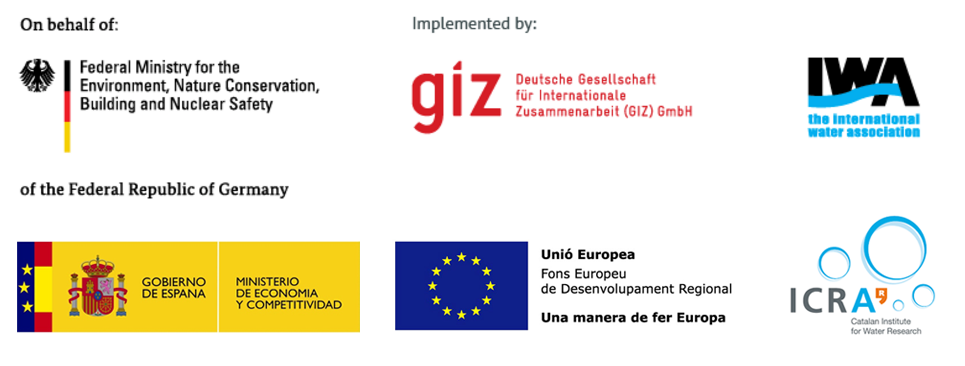 On behalf of:
Implemented by:
Federal Ministry for the
Environment, Nature Conservation,
Building and Nuclear Safety
giz
Deutsche Gesellschaft
für Internationale
Zusammenarbeit (GIZ) GmbH
IWA
the international
water association
of the Federal Republic of Germany
GOBIERNO
DE ESPAÑA
MINISTERIO
DE ECONOMIA
Y COMPETITIVIDAD
Unió Europea
Fons Europeu
de Desenvolupament Regional
Una manera de fer Europa
ICRA
Catalan Institute
for Water Research